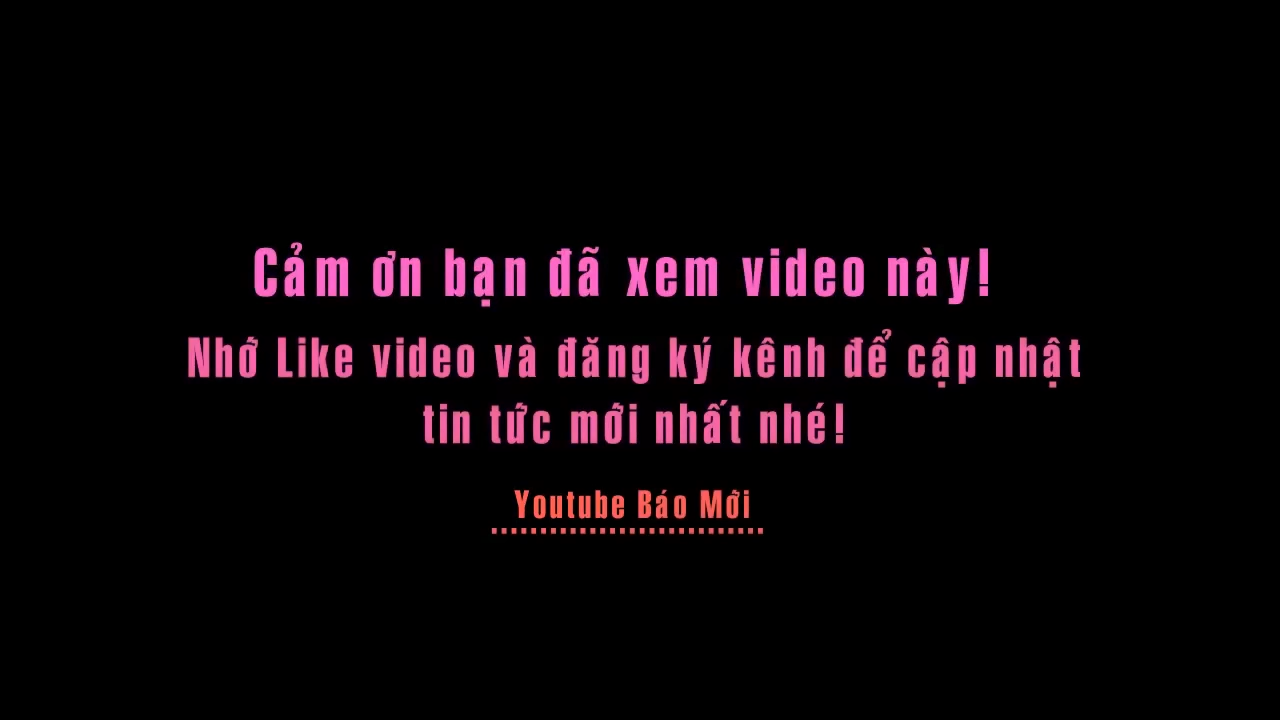 Cảm ơn bạn đã xem video này!
Nhớ Like video và đăng ký kênh để cập nhật
tin tức mới nhất nhé!
Youtube Báo Mới